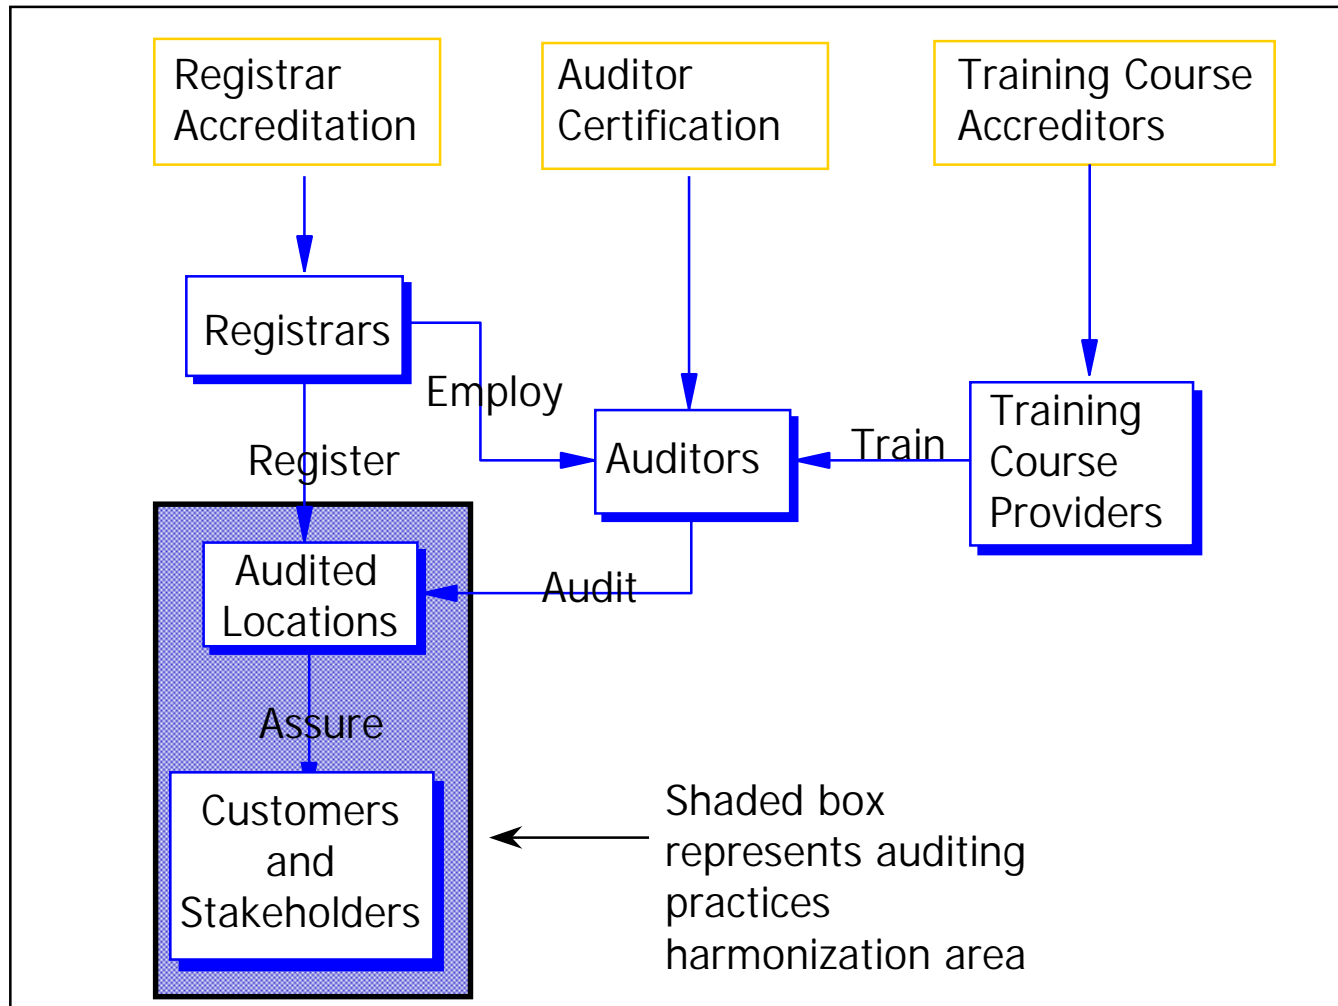 Registrar
Accreditation
Auditor
Certification
Training Course
Accreditors
Registrars
Employ
Register
Auditors
Train
Training
Course
Providers
Audited
Locations
Audit
Assure
Customers
and
Stakeholders
Shaded box
represents auditing
practices
harmonization area